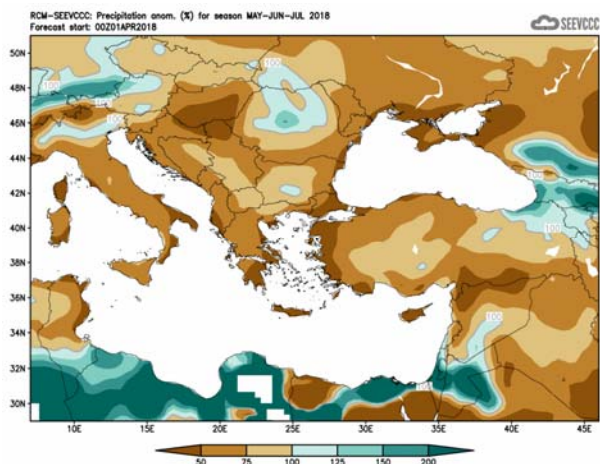 RCM-SEEVCCC: Precipitation anom. (%) for season MAY-JUN-JUL 2018
Forecast start: 00Z01APR2018
SEEVCCC
50N
48N
46N
44N
42N
40N
38N
36N
34N
32N
30N
100
100
100
100
100
100
10E
15E
20E
25E
30E
35E
40E
45E
50
75
100
125
150
200